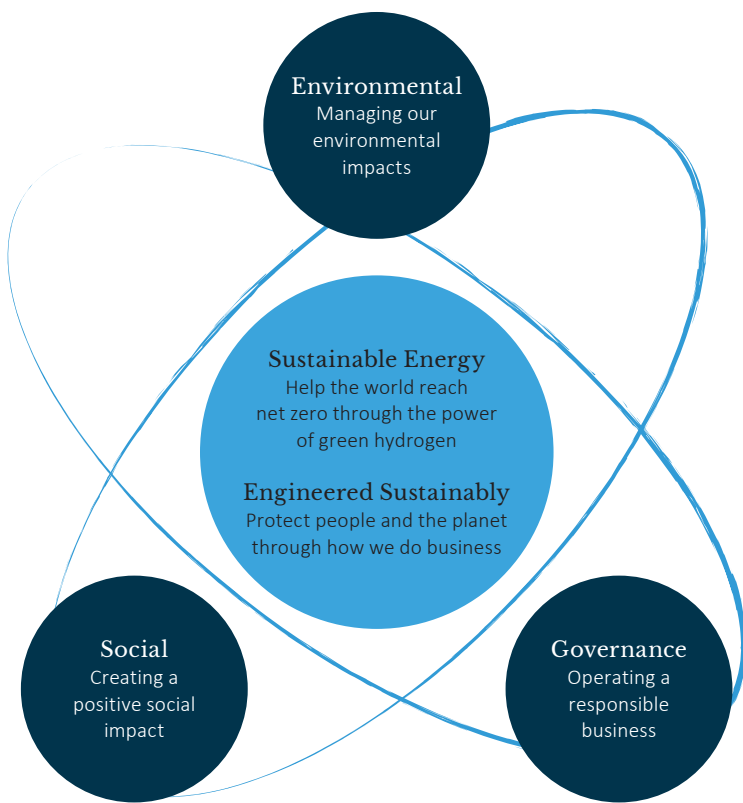 Environmental
Managing our
environmental
impacts
Sustainable Energy
Help the world reach
net zero through the power
of green hydrogen
Engineered Sustainably
Protect people and the planet
through how we do business
Social
Creating a
positive social
impact
Governance
Operating a
responsible
business